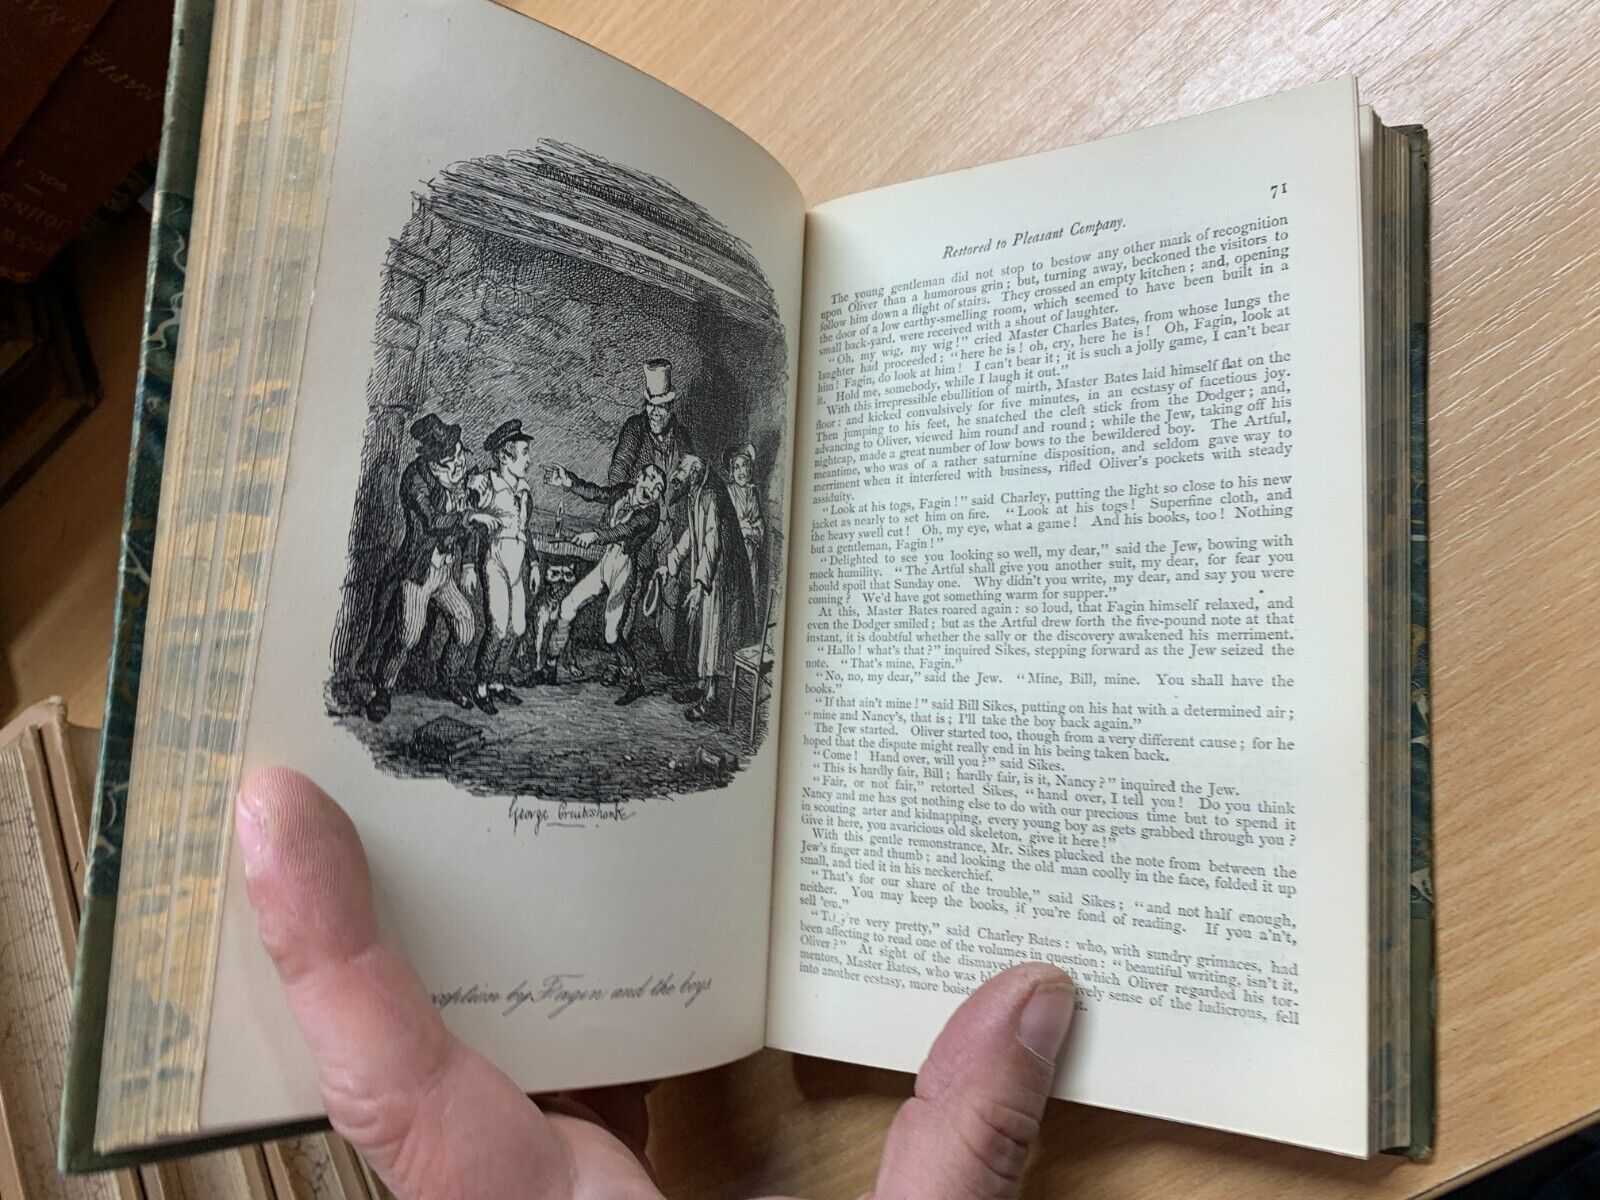 George Cruikshank
by Fagin and the boys
71
Restored to Pleasant Company.
The young gentleman did not stop to bestow any other mark of recognition
upon Oliver than a humorous grin; but, turning away, beckoned the visitors to
follow him down a flight of stairs. They crossed an empty kitchen; and, opening
the door of a low earthy-smelling room, which seemed to have been built in a
small back-yard, were received with a shout of laughter.
"Oh, my wig, my wig!" cried Master Charles Bates, from whose lungs the
laughter had proceeded; "here he is! oh, cry, here he is! Oh, Fagin, look at
him! Fagin, do look at him! I can't bear it; it is such a jolly game, I can't bear
it. Hold me, somebody, while I laugh it out."
With this irrepressible ebullition of mirth, Master Bates laid himself flat on the
floor: and kicked convulsively for five minutes, in an ecstasy of facetious joy.
Then jumping to his feet, he snatched the cleft stick from the Dodger; and,
advancing to Oliver, viewed him round and round; while the Jew, taking off his
nightcap, made a great number of low bows to the bewildered boy. The Artful,
meantime, who was of a rather saturnine disposition, and seldom gave way to
merriment when it interfered with business, rifled Oliver's pockets with steady
assiduity.
"Look at his togs, Fagin!" said Charley, putting the light so close to his new
jacket as nearly to set him on fire. "Look at his togs! Superfine cloth, and
the heavy swell cut! Oh, my eye, what a game! And his books, too! Nothing
but a gentleman, Fagin!"
"Delighted to see you looking so well, my dear," said the Jew, bowing with
mock humility. "The Artful shall give you another suit, my dear, for fear you
should spoil that Sunday one. Why didn't you write, my dear, and say you were
coming? We'd have got something warm for supper."
At this, Master Bates roared again: so loud, that Fagin himself relaxed, and
even the Dodger smiled; but as the Artful drew forth the five-pound note at that
instant, it is doubtful whether the sally or the discovery awakened his merriment.
"Hallo! what's that?" inquired Sikes, stepping forward as the Jew seized the
note. "That's mine, Fagin."
"No, no, my dear," said the Jew. "Mine, Bill, mine. You shall have the
books."
"If that ain't mine!" said Bill Sikes, putting on his hat with a determined air;
"mine and Nancy's, that is; I'll take the boy back again."
The Jew started. Oliver started too, though from a very different cause; for he
hoped that the dispute might really end in his being taken back.
"Come! Hand over, will you?" said Sikes.
"This is hardly fair, Bill; hardly fair, is it, Nancy?" inquired the Jew.
"Fair, or not fair," retorted Sikes, "hand over, I tell you! Do you think
Nancy and me has got nothing else to do with our precious time but to spend it
in scouting arter and kidnapping, every young boy as gets grabbed through you?
Give it here, you avaricious old skeleton, give it here!"
With this gentle remonstrance, Mr. Sikes plucked the note from between the
Jew's finger and thumb; and looking the old man coolly in the face, folded it up
small, and tied it in his neckerchief.
"That's for our share of the trouble," said Sikes; "and not half enough,
neither. You may keep the books, if you're fond of reading. If you a'n't,
sell 'em."
"They're very pretty," said Charley Bates: who, with sundry grimaces, had
been affecting to read one of the volumes in question: "beautiful writing, isn't it,
Oliver?" At sight of the dismayed which Oliver regarded his tor-
mentors, Master Bates, who was lively sense of the ludicrous, fell
into another ecstasy, more